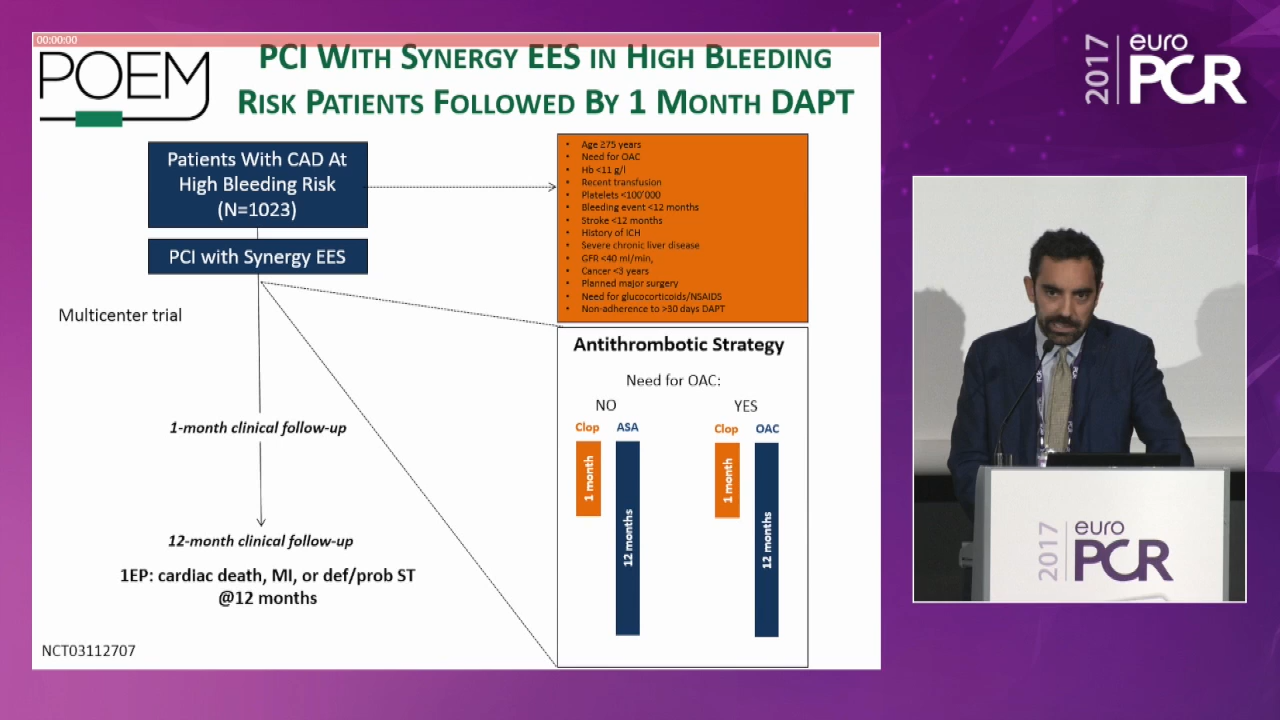 00:00:00
POEM
PCI WITH SYNERGY EES IN HIGH BLEEDING
RISK PATIENTS FOLLOWED BY 1 MONTH DAPT
Patients With CAD At
High Bleeding Risk
(N=1023)
PCI with Synergy EES
Multicenter trial
1-month clinical follow-up
12-month clinical follow-up
1EP: cardiac death, MI, or def/prob ST
@12 months
NCT03112707
• Age ≥75 years
• Need for OAC
• Hb <11 g/l
• Recent transfusion
• Platelets <100’000
• Bleeding event <12 months
• Stroke <12 months
• History of ICH
• Severe chronic liver disease
• GFR <40 ml/min,
• Cancer <3 years
• Planned major surgery
• Need for glucocorticoids/NSAIDS
• Non-adherence to >30 days DAPT
Antithrombotic Strategy
Need for OAC:
NO YES
Clop ASA Clop OAC
1 month
12 months
1 month
12 months
2017
euro
PCR
2017
euro
PCR